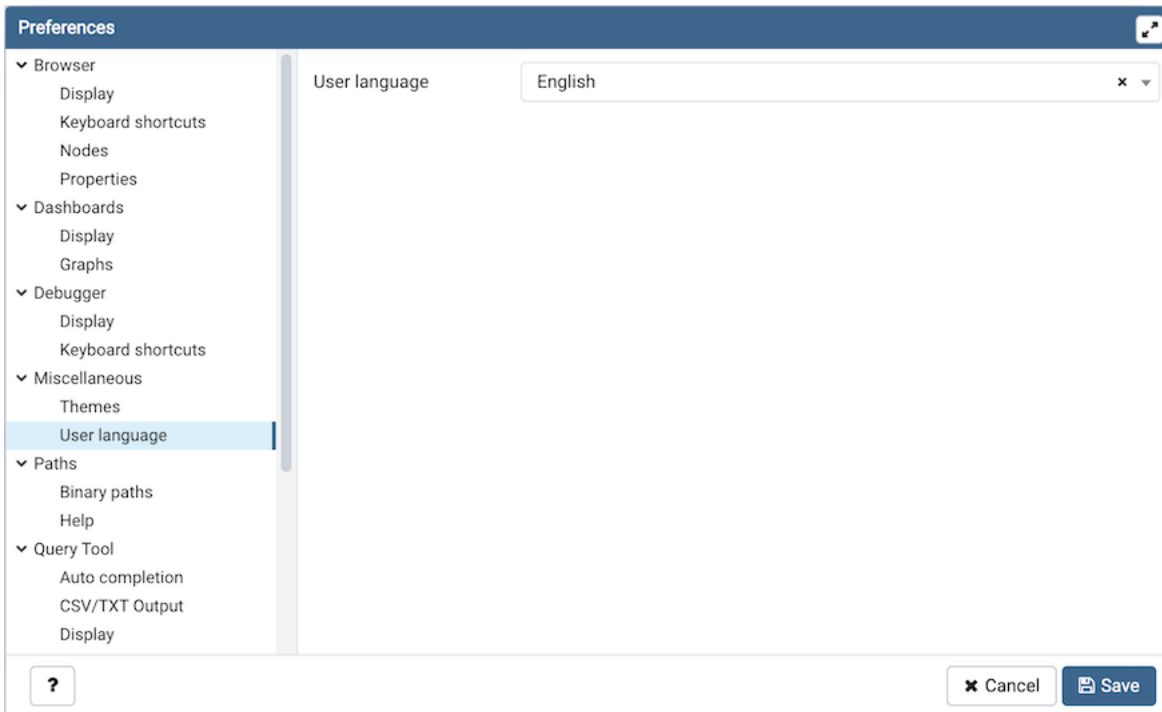 Preferences
Browser
Display
Keyboard shortcuts
Nodes
Properties
Dashboards
Display
Graphs
Debugger
Display
Keyboard shortcuts
Miscellaneous
Themes
User language
Paths
Binary paths
Help
Query Tool
Auto completion
CSV/TXT Output
Display
User language English
?
Cancel
Save